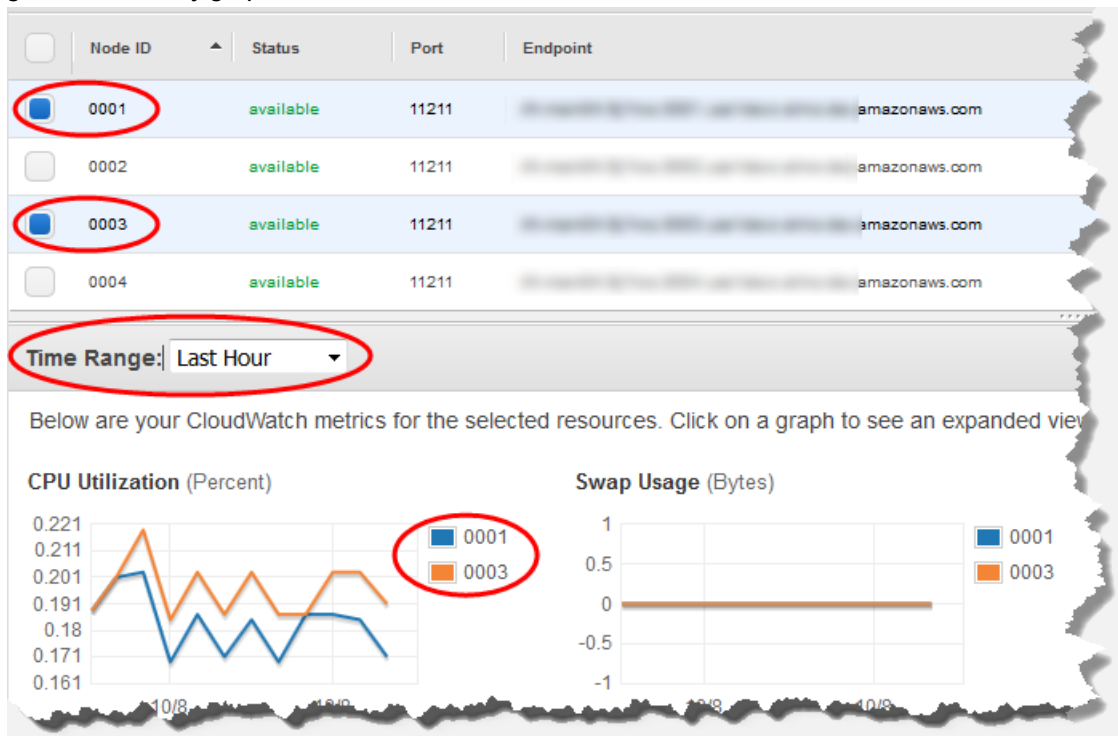 Node ID Status Port Endpoint
0001 available 11211 amazonaws.com
0002 available 11211 amazonaws.com
0003 available 11211 amazonaws.com
0004 available 11211 amazonaws.com
Time Range: Last Hour
Below are your CloudWatch metrics for the selected resources. Click on a graph to see an expanded view
CPU Utilization (Percent)
0.221
0.211
0.201
0.191
0.18
0.171
0.161
10/8
0001
0003
Swap Usage (Bytes)
1
0.5
0
-0.5
-1
0001
0003